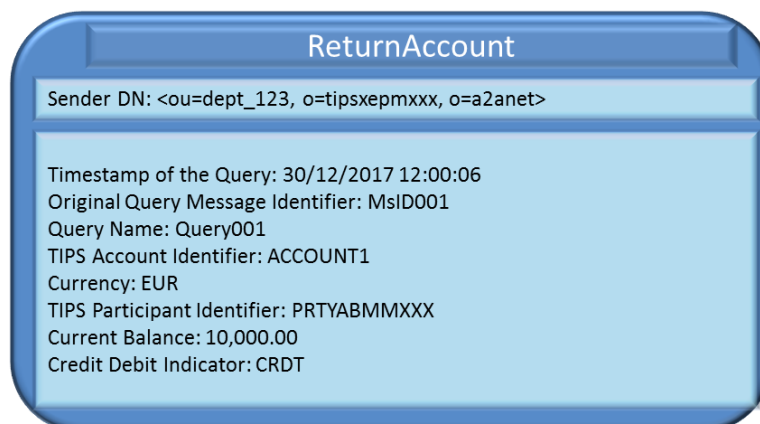 ReturnAccount
Sender DN: <ou=dept_123, o=tipsxepmxxx, o=a2anet>
Timestamp of the Query: 30/12/2017 12:00:06
Original Query Message Identifier: MsID001
Query Name: Query001
TIPS Account Identifier: ACCOUNT1
Currency: EUR
TIPS Participant Identifier: PRTYABMMXXX
Current Balance: 10,000.00
Credit Debit Indicator: CRDT